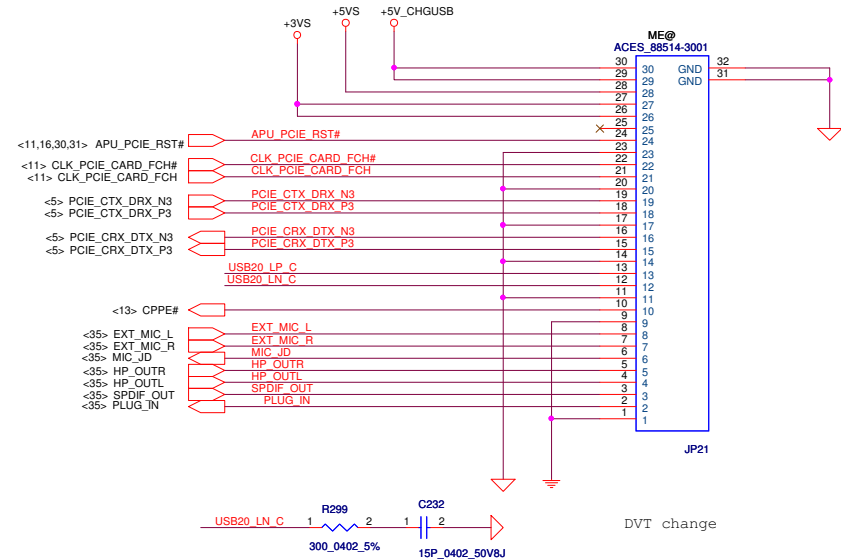 +3VS
+5VS
+5V_CHGUSB
ME@
ACES_88514-3001
30 30 GND 32
29 29 GND 31
28 28
27 27
26 26
25 25
<11,16,30,31> APU_PCIE_RST# APU_PCIE_RST# 24 24
23 23
<11> CLK_PCIE_CARD_FCH# CLK_PCIE_CARD_FCH# 22 22
<11> CLK_PCIE_CARD_FCH CLK_PCIE_CARD_FCH 21 21
20 20
<5> PCIE_CTX_DRX_N3 PCIE_CTX_DRX_N3 19 19
<5> PCIE_CTX_DRX_P3 PCIE_CTX_DRX_P3 18 18
17 17
<5> PCIE_CRX_DTX_N3 PCIE_CRX_DTX_N3 16 16
<5> PCIE_CRX_DTX_P3 PCIE_CRX_DTX_P3 15 15
14 14
USB20_LP_C 13 13
USB20_LN_C 12 12
11 11
<13> CPPE# 10 10
9 9
<35> EXT_MIC_L EXT_MIC_L 8 8
<35> EXT_MIC_R EXT_MIC_R 7 7
<35> MIC_JD MIC_JD 6 6
<35> HP_OUTR HP_OUTR 5 5
<35> HP_OUTL HP_OUTL 4 4
<35> SPDIF_OUT SPDIF_OUT 3 3
<35> PLUG_IN PLUG_IN 2 2
1 1
JP21
USB20_LN_C 1 R299 2 1 C232 2
300_0402_5% 15P_0402_50V8J
DVT change